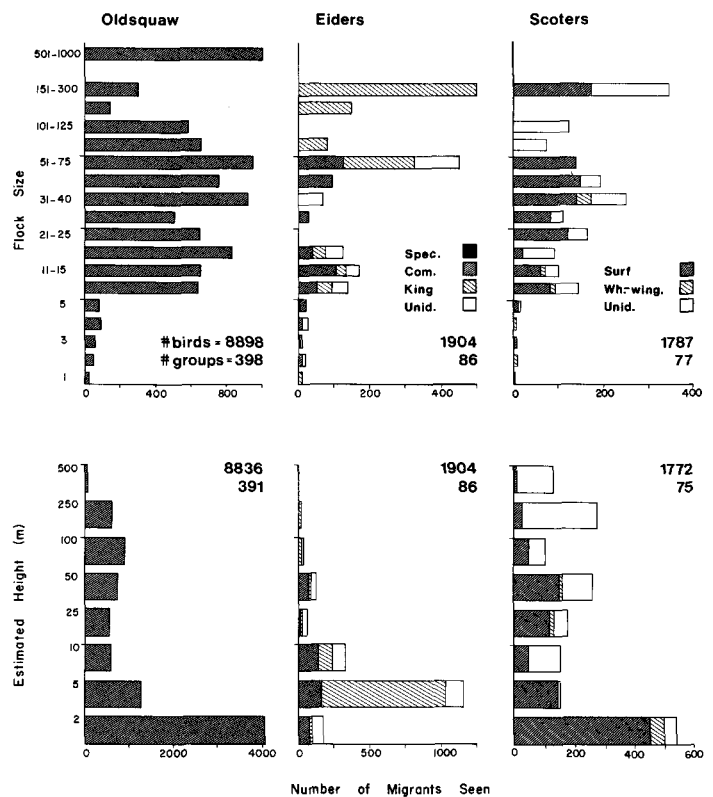 Oldsquaw
Eiders
Scoters
Flock Size
501-1000
151-300
101-125
51-75
31-40
21-25
11-15
5
3
1
# birds = 8898
# groups = 398
0 400 800
Spec.
Com.
King
Unid.
1904
86
0 200 400
Surf
Wh.-wing.
Unid.
1787
77
0 200 400
Estimated Height (m)
500
250
100
50
25
10
5
2
8836
391
0 2000 4000
1904
86
0 500 1000
1772
75
0 200 400 600
Number of Migrants Seen